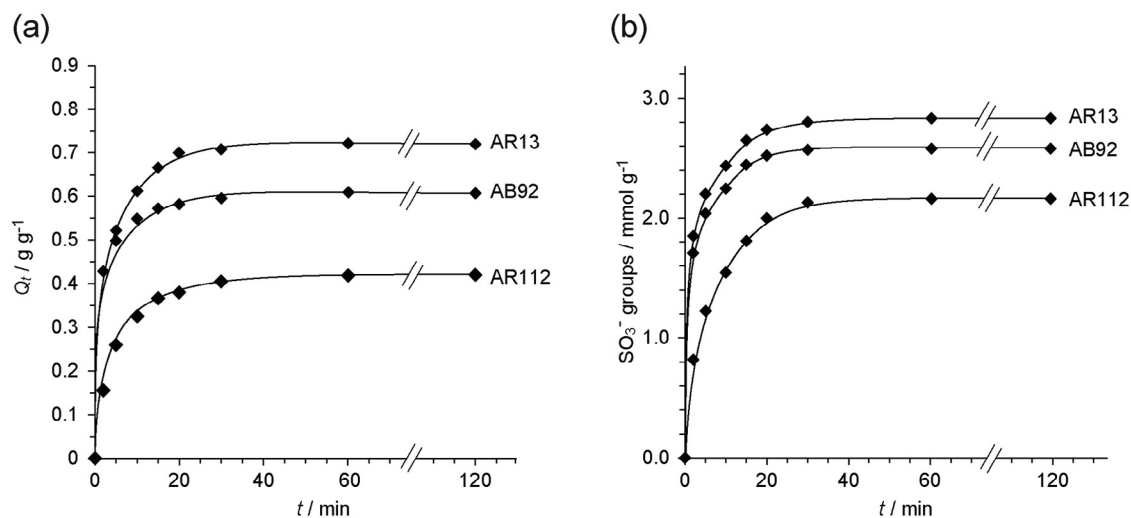 (a)
0.9
0.8
0.7
0.6
0.5
0.4
0.3
0.2
0.1
0
Qt / g g-1
AR13
AB92
AR112
0 20 40 60 120
t / min
(b)
3.0
2.0
1.0
0.0
SO3- groups / mmol g-1
AR13
AB92
AR112
0 20 40 60 120
t / min